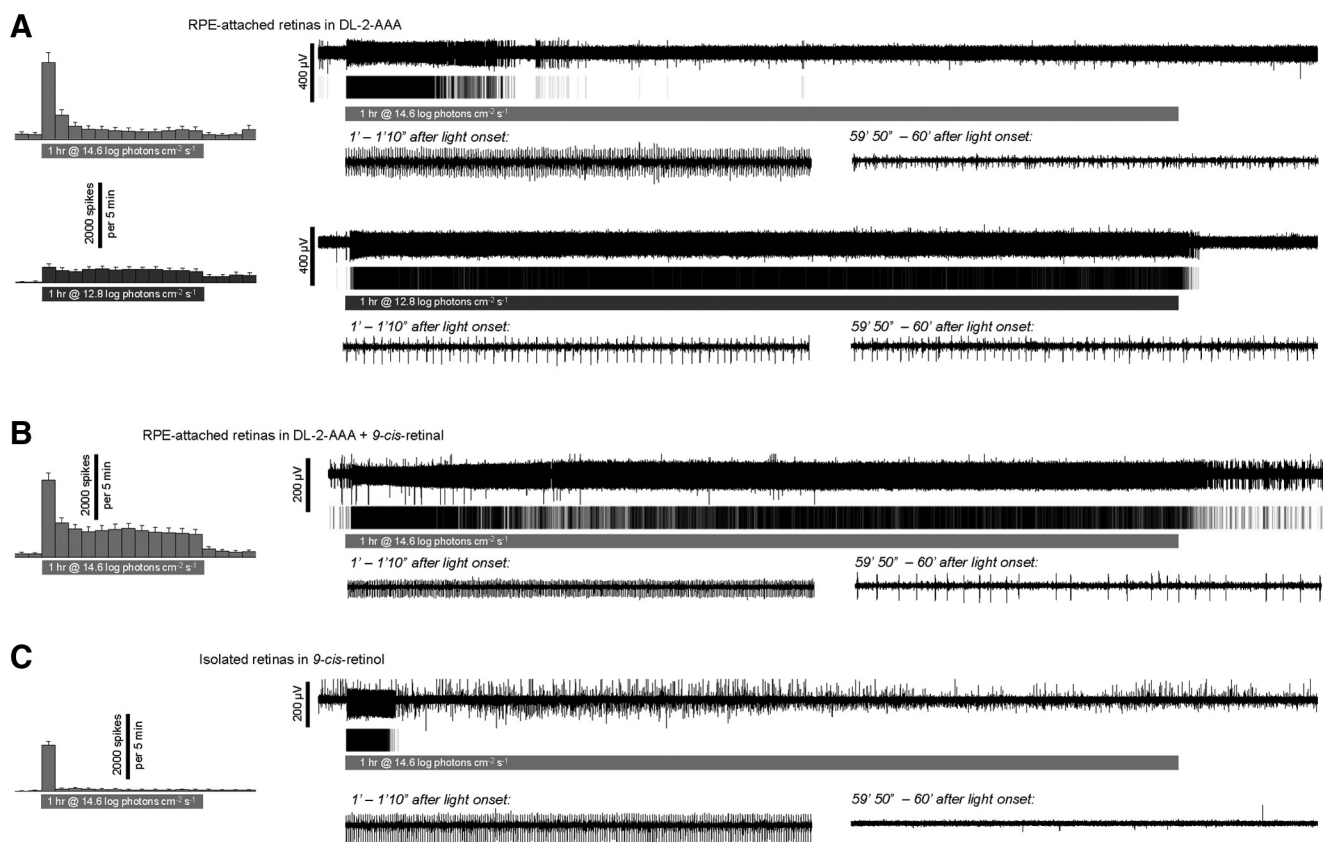 A
RPE-attached retinas in DL-2-AAA
400 µV
1 hr @ 14.6 log photons cm⁻² s⁻¹
1 hr @ 14.6 log photons cm⁻² s⁻¹
1' – 1'10" after light onset:
59' 50" – 60' after light onset:
2000 spikes
per 5 min
400 µV
1 hr @ 12.8 log photons cm⁻² s⁻¹
1 hr @ 12.8 log photons cm⁻² s⁻¹
1' – 1'10" after light onset:
59' 50" – 60' after light onset:
B
RPE-attached retinas in DL-2-AAA + 9-cis-retinal
2000 spikes
per 5 min
200 µV
1 hr @ 14.6 log photons cm⁻² s⁻¹
1 hr @ 14.6 log photons cm⁻² s⁻¹
1' – 1'10" after light onset:
59' 50" – 60' after light onset:
C
Isolated retinas in 9-cis-retinol
200 µV
2000 spikes
per 5 min
1 hr @ 14.6 log photons cm⁻² s⁻¹
1 hr @ 14.6 log photons cm⁻² s⁻¹
1' – 1'10" after light onset:
59' 50" – 60' after light onset: